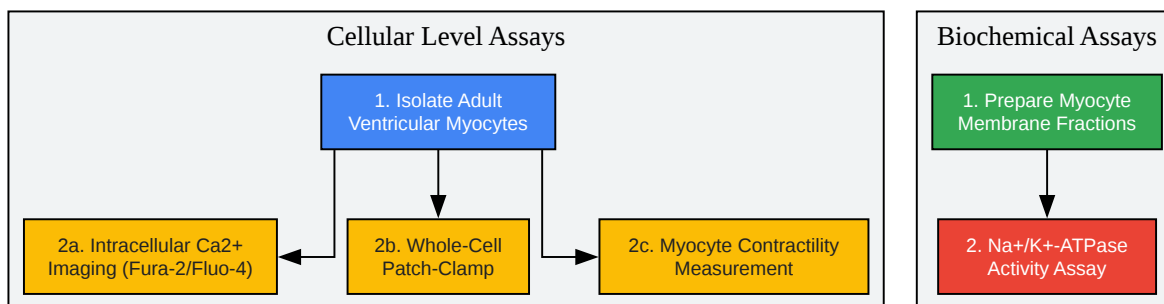 Cellular Level Assays
1. Isolate Adult
Ventricular Myocytes
2a. Intracellular Ca2+
Imaging (Fura-2/Fluo-4)
2b. Whole-Cell
Patch-Clamp
2c. Myocyte Contractility
Measurement
Biochemical Assays
1. Prepare Myocyte
Membrane Fractions
2. Na+/K+-ATPase
Activity Assay